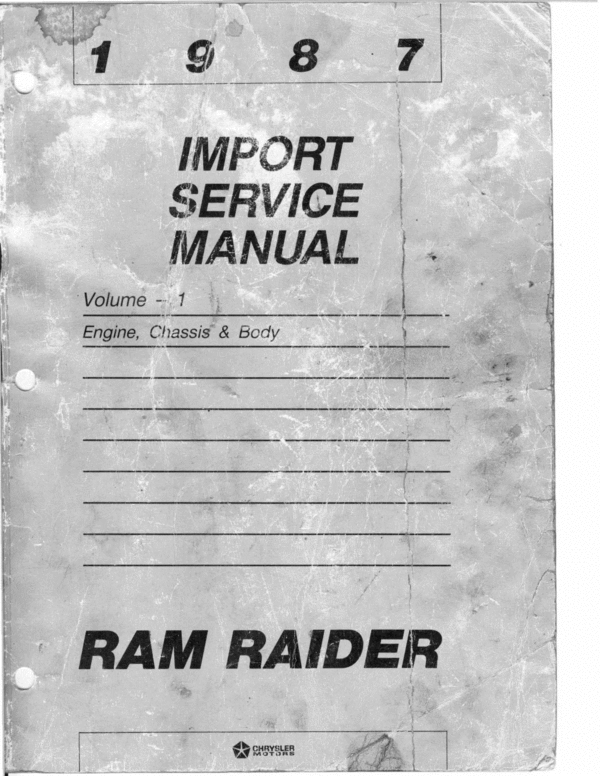 1 9 8 7
IMPORT
SERVICE
MANUAL
Volume - 1
Engine, Chassis & Body
RAM RAIDER
CHRYSLER
MOTORS